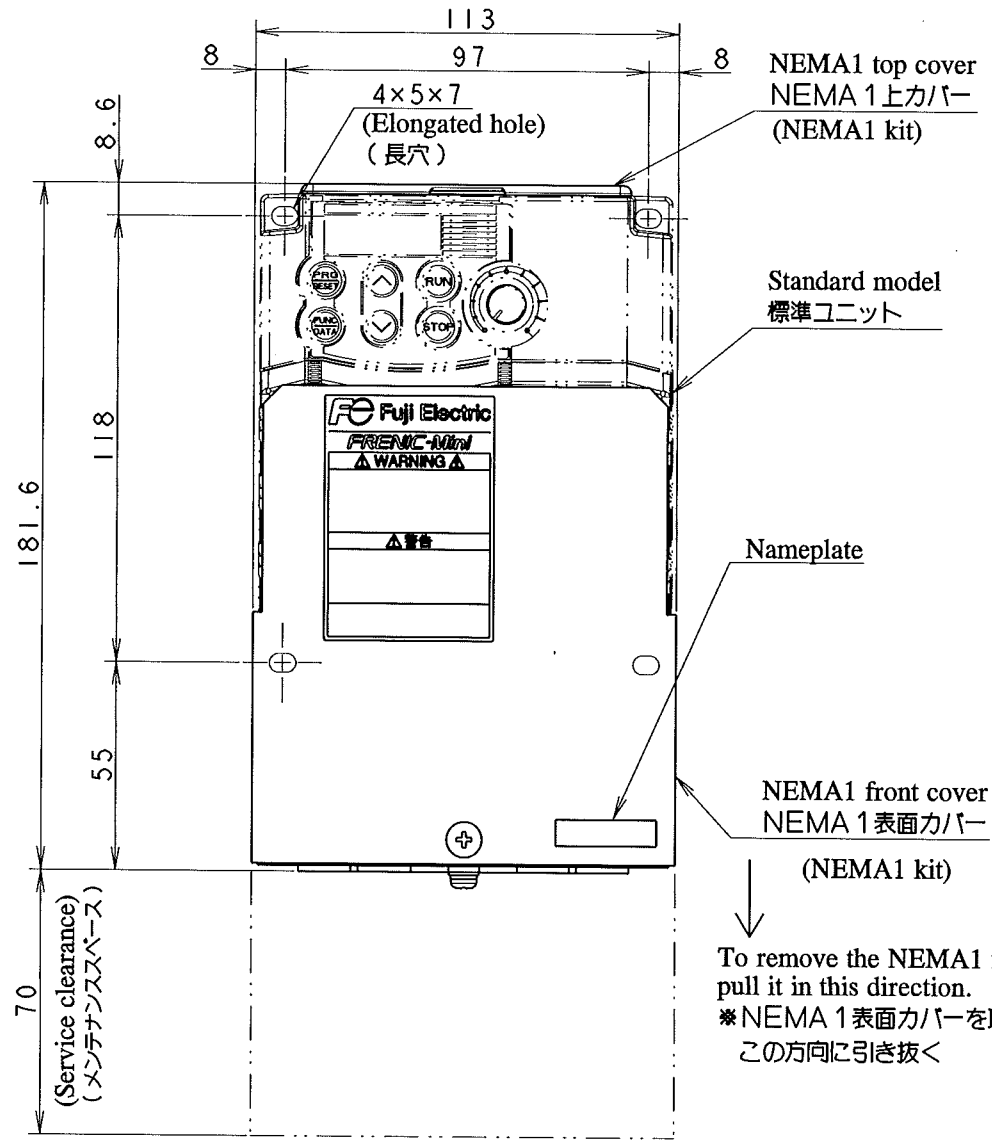 113
8
97
8
8.6
4×5×7
(Elongated hole)
(長穴)
NEMA1 top cover
NEMA1上カバー
(NEMA1 kit)
PRG
RESET
RUN
FUNC
DATA
STOP
Standard model
標準ユニット
118
181.6
Fe Fuji Electric
FRENIC-Mini
⚠ WARNING ⚠
⚠警告
Nameplate
55
NEMA1 front cover
NEMA1表面カバー
(NEMA1 kit)
70
(Service clearance)
(メンテナンススペース)
To remove the NEMA1
pull it in this direction.
※NEMA1表面カバーを
この方向に引き抜く